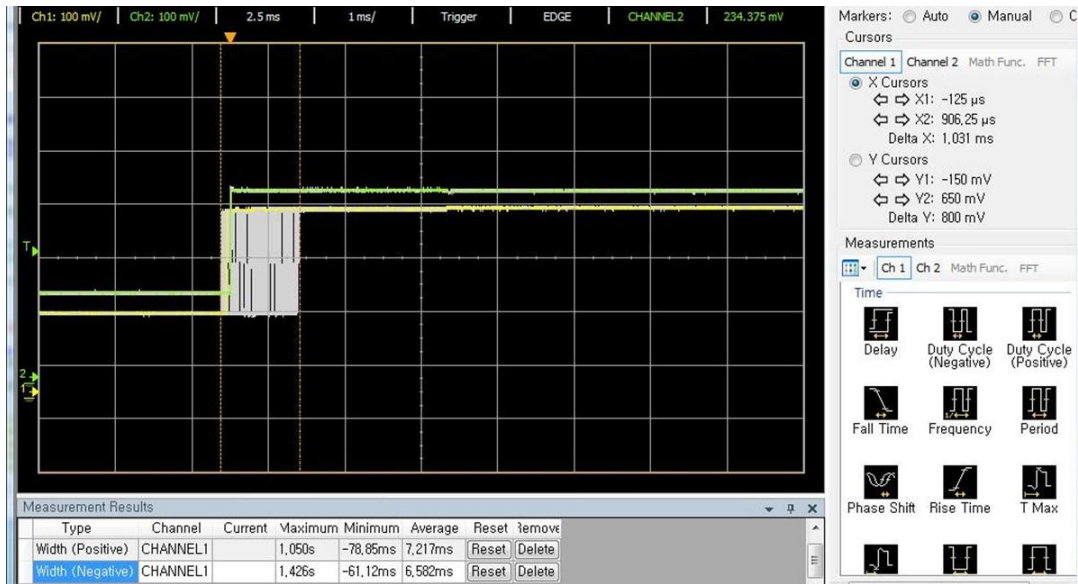 Ch1: 100 mV/ Ch2: 100 mV/ 2.5 ms 1 ms/ Trigger EDGE CHANNEL2 234.375 mV
T
2
1
Markers: Auto Manual C
Cursors
Channel 1 Channel 2 Math Func. FFT
X Cursors
X1: -125 µs
X2: 906,25 µs
Delta X: 1,031 ms
Y Cursors
Y1: -150 mV
Y2: 650 mV
Delta Y: 800 mV
Measurements
Ch 1 Ch 2 Math Func. FFT
Time
Delay Duty Cycle (Negative) Duty Cycle (Positive)
Fall Time Frequency Period
Phase Shift Rise Time T Max
Measurement Results
Type Channel Current Maximum Minimum Average Reset Remove
Width (Positive) CHANNEL1 1,050s -78,85ms 7,217ms Reset Delete
Width (Negative) CHANNEL1 1,426s -61,12ms 6,582ms Reset Delete